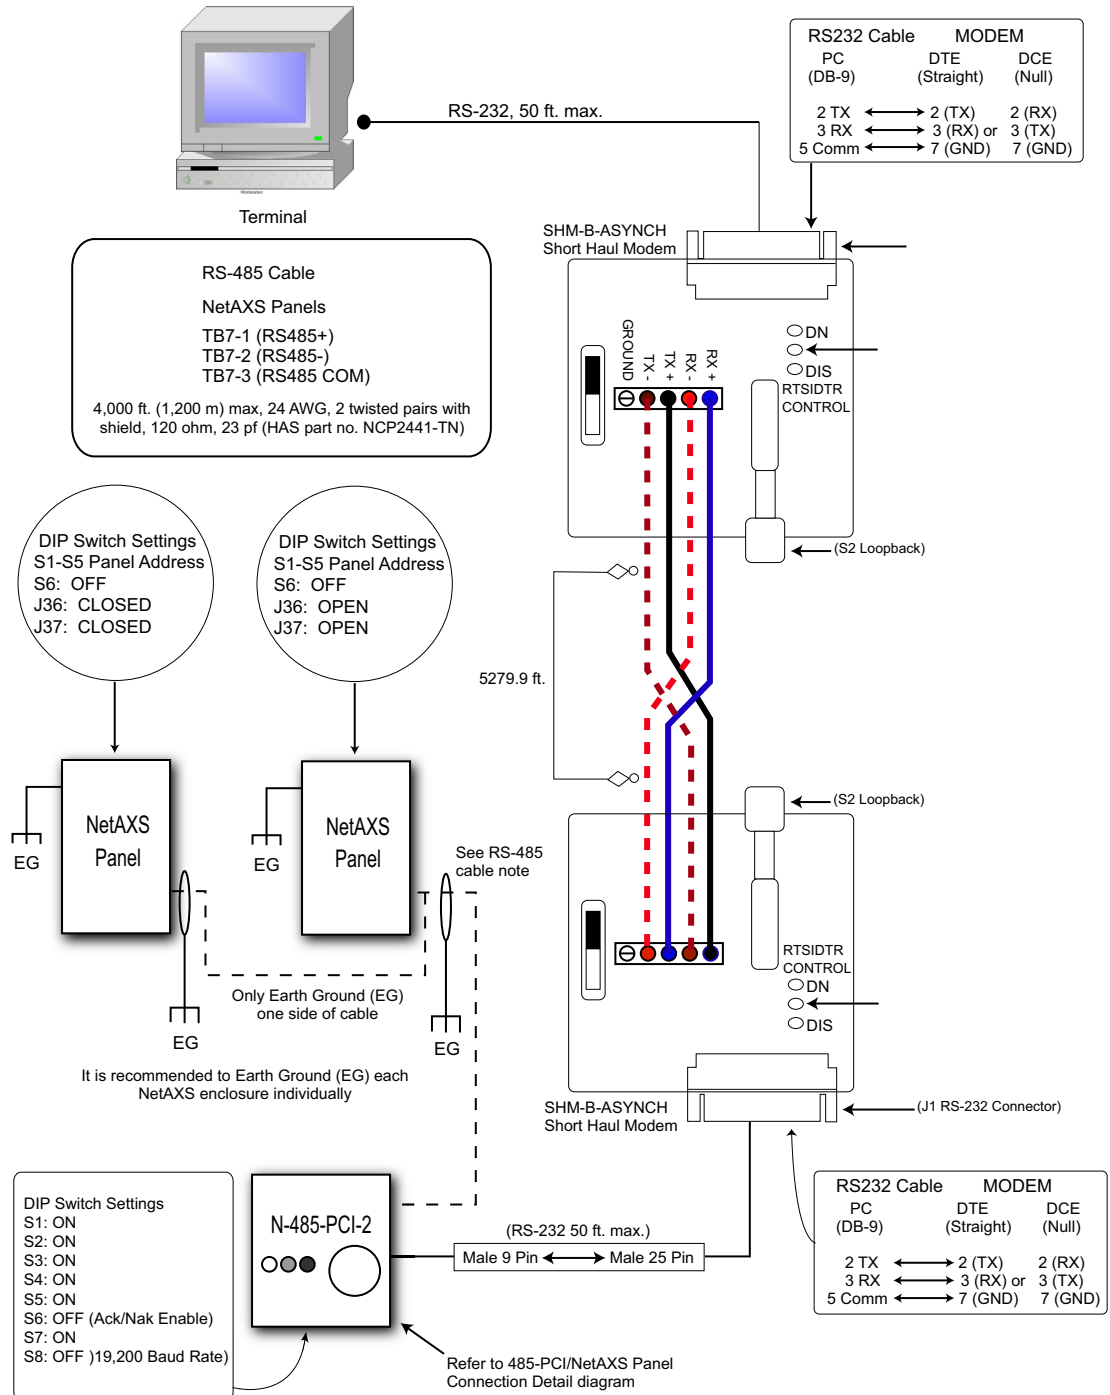 RS232 Cable MODEM
PC DTE DCE
(DB-9) (Straight) (Null)
2 TX 2 (TX) 2 (RX)
3 RX 3 (RX) or 3 (TX)
5 Comm 7 (GND) 7 (GND)
RS-232, 50 ft. max.
Workstation
Terminal
SHM-B-ASYNCH
Short Haul Modem
RS-485 Cable
NetAXS Panels
TB7-1 (RS485+)
TB7-2 (RS485-)
TB7-3 (RS485 COM)
4,000 ft. (1,200 m) max, 24 AWG, 2 twisted pairs with
shield, 120 ohm, 23 pf (HAS part no. NCP2441-TN)
GROUND
TX -
TX +
RX -
RX +
DN
DIS
RTSIDTR
CONTROL
(S2 Loopback)
DIP Switch Settings
S1-S5 Panel Address
S6: OFF
J36: CLOSED
J37: CLOSED
DIP Switch Settings
S1-S5 Panel Address
S6: OFF
J36: OPEN
J37: OPEN
5279.9 ft.
NetAXS
Panel
EG
NetAXS
Panel
EG
See RS-485
cable note
(S2 Loopback)
RTSIDTR
CONTROL
DN
DIS
Only Earth Ground (EG)
one side of cable
EG
EG
It is recommended to Earth Ground (EG) each
NetAXS enclosure individually
SHM-B-ASYNCH
Short Haul Modem
(J1 RS-232 Connector)
DIP Switch Settings
S1: ON
S2: ON
S3: ON
S4: ON
S5: ON
S6: OFF (Ack/Nak Enable)
S7: ON
S8: OFF )19,200 Baud Rate)
N-485-PCI-2
(RS-232 50 ft. max.)
Male 9 Pin Male 25 Pin
RS232 Cable MODEM
PC DTE DCE
(DB-9) (Straight) (Null)
2 TX 2 (TX) 2 (RX)
3 RX 3 (RX) or 3 (TX)
5 Comm 7 (GND) 7 (GND)
Refer to 485-PCI/NetAXS Panel
Connection Detail diagram